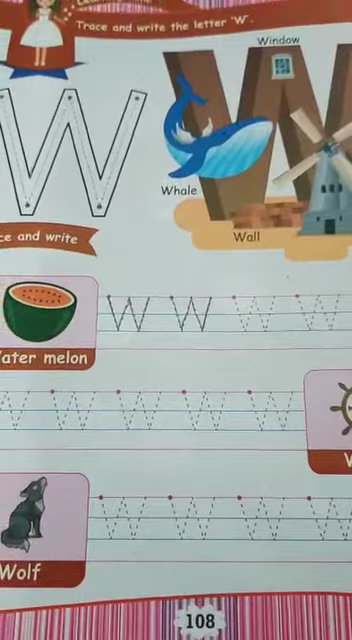 Trace and write the letter 'W'.
Window
W W
Whale
Wall
ce and write
W W W W
ater melon
W W W W W
W
W W W W
Wolf
108